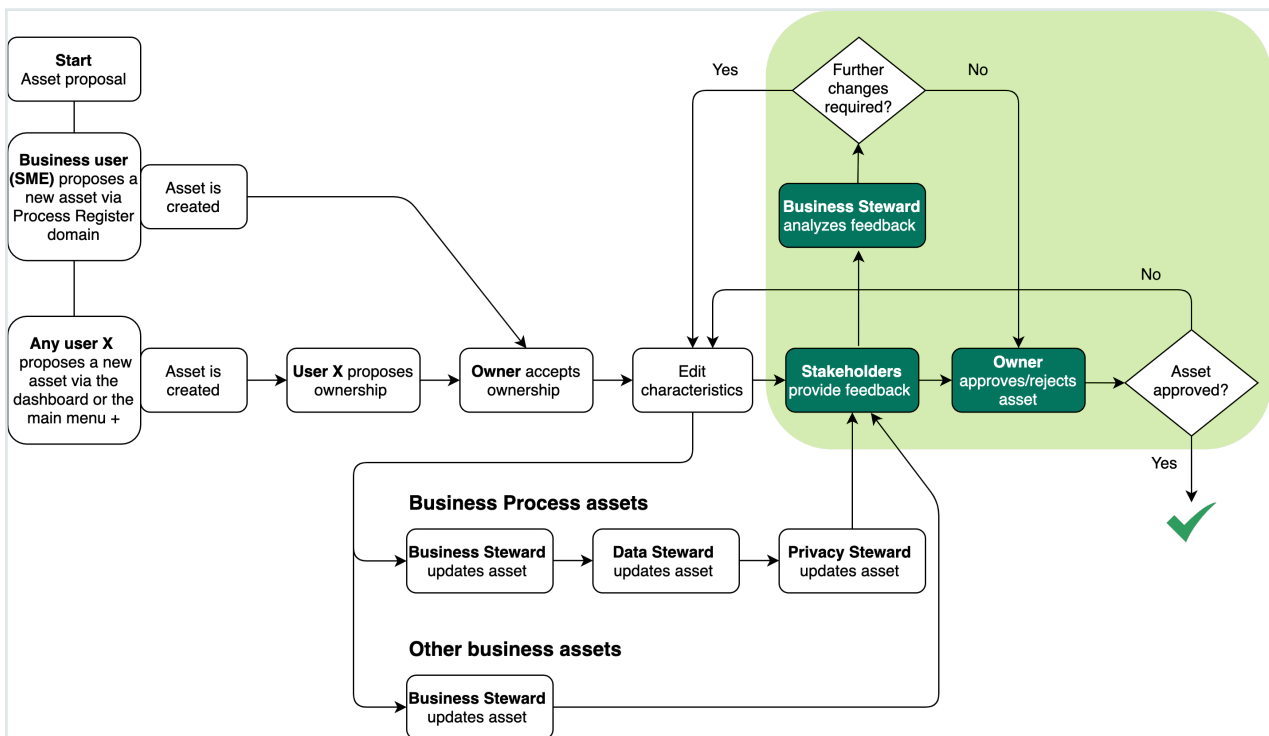 Start
Asset proposal
Business user
(SME) proposes a
new asset via
Process Register
domain
Asset is
created
Any user X
proposes a new
asset via the
dashboard or the
main menu +
Asset is
created
User X proposes
ownership
Owner accepts
ownership
Edit
characteristics
Stakeholders
provide feedback
Business Steward
analyzes feedback
Further
changes
required?
Yes
No
Owner
approves/rejects
asset
Asset
approved?
No
Yes
Business Process assets
Business Steward
updates asset
Data Steward
updates asset
Privacy Steward
updates asset
Other business assets
Business Steward
updates asset